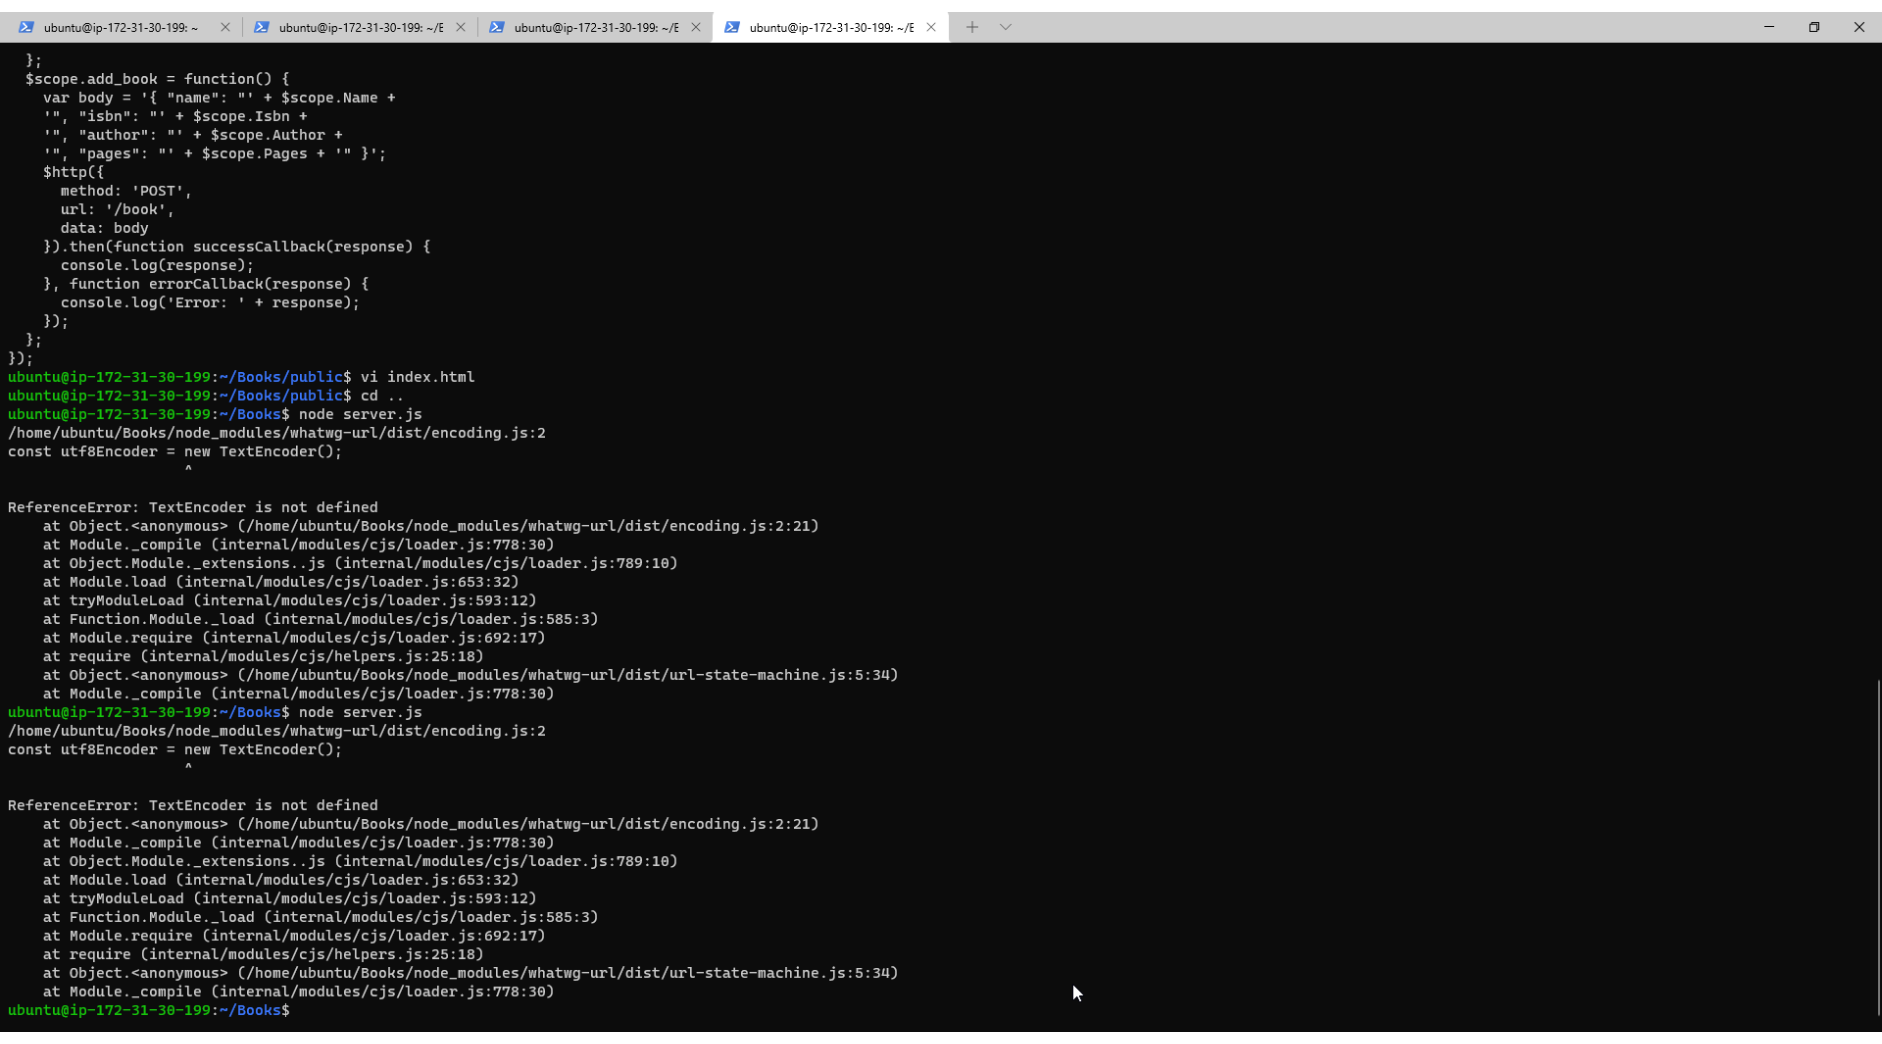 ubuntu@ip-172-31-30-199: ~ ubuntu@ip-172-31-30-199: ~/E ubuntu@ip-172-31-30-199: ~/E ubuntu@ip-172-31-30-199: ~/E
  };
  $scope.add_book = function() {
    var body = '{ "name": "' + $scope.Name +
    '", "isbn": "' + $scope.Isbn +
    '", "author": "' + $scope.Author +
    '", "pages": "' + $scope.Pages + '" }';
    $http({
      method: 'POST',
      url: '/book',
      data: body
    }).then(function successCallback(response) {
      console.log(response);
    }, function errorCallback(response) {
      console.log('Error: ' + response);
    });
  };
});
ubuntu@ip-172-31-30-199:~/Books/public$ vi index.html
ubuntu@ip-172-31-30-199:~/Books/public$ cd ..
ubuntu@ip-172-31-30-199:~/Books$ node server.js
/home/ubuntu/Books/node_modules/whatwg-url/dist/encoding.js:2
const utf8Encoder = new TextEncoder();
                    ^
ReferenceError: TextEncoder is not defined
    at Object.<anonymous> (/home/ubuntu/Books/node_modules/whatwg-url/dist/encoding.js:2:21)
    at Module._compile (internal/modules/cjs/loader.js:778:30)
    at Object.Module._extensions..js (internal/modules/cjs/loader.js:789:10)
    at Module.load (internal/modules/cjs/loader.js:653:32)
    at tryModuleLoad (internal/modules/cjs/loader.js:593:12)
    at Function.Module._load (internal/modules/cjs/loader.js:585:3)
    at Module.require (internal/modules/cjs/loader.js:692:17)
    at require (internal/modules/cjs/helpers.js:25:18)
    at Object.<anonymous> (/home/ubuntu/Books/node_modules/whatwg-url/dist/url-state-machine.js:5:34)
    at Module._compile (internal/modules/cjs/loader.js:778:30)
ubuntu@ip-172-31-30-199:~/Books$ node server.js
/home/ubuntu/Books/node_modules/whatwg-url/dist/encoding.js:2
const utf8Encoder = new TextEncoder();
                    ^
ReferenceError: TextEncoder is not defined
    at Object.<anonymous> (/home/ubuntu/Books/node_modules/whatwg-url/dist/encoding.js:2:21)
    at Module._compile (internal/modules/cjs/loader.js:778:30)
    at Object.Module._extensions..js (internal/modules/cjs/loader.js:789:10)
    at Module.load (internal/modules/cjs/loader.js:653:32)
    at tryModuleLoad (internal/modules/cjs/loader.js:593:12)
    at Function.Module._load (internal/modules/cjs/loader.js:585:3)
    at Module.require (internal/modules/cjs/loader.js:692:17)
    at require (internal/modules/cjs/helpers.js:25:18)
    at Object.<anonymous> (/home/ubuntu/Books/node_modules/whatwg-url/dist/url-state-machine.js:5:34)
    at Module._compile (internal/modules/cjs/loader.js:778:30)
ubuntu@ip-172-31-30-199:~/Books$